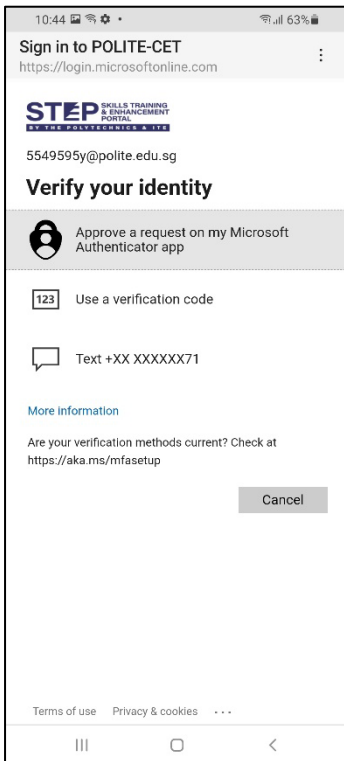 10:44
63%
Sign in to POLITE-CET
https://login.microsoftonline.com
STEP SKILLS TRAINING
& ENHANCEMENT
PORTAL
BY THE POLYTECHNICS & ITE
5549595y@polite.edu.sg
Verify your identity
Approve a request on my Microsoft
Authenticator app
123 Use a verification code
Text +XX XXXXXX71
More information
Are your verification methods current? Check at
https://aka.ms/mfasetup
Cancel
Terms of use Privacy & cookies ...